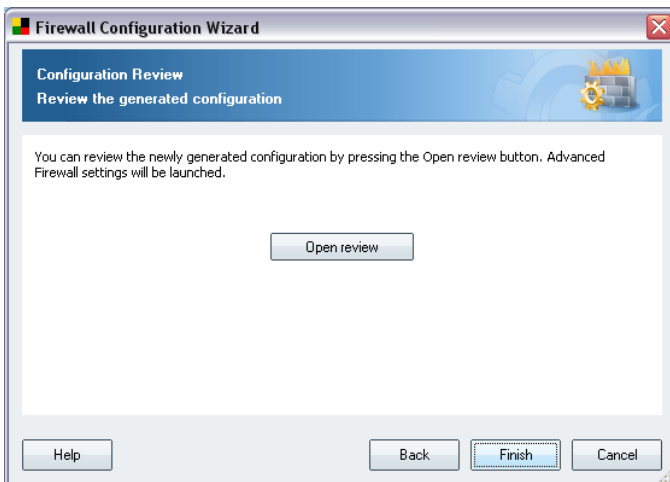 Firewall Configuration Wizard
Configuration Review
Review the generated configuration
You can review the newly generated configuration by pressing the Open review button. Advanced
Firewall settings will be launched.
Open review
Help
Back
Finish
Cancel